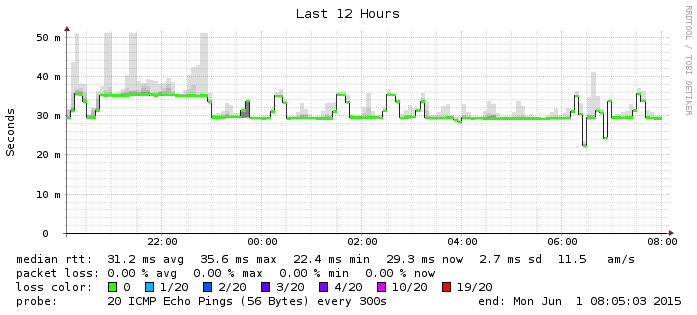 Last 12 Hours
RRDTOOL / TOBI OETIKER
Seconds
50 m
40 m
30 m
20 m
10 m
0
22:00 00:00 02:00 04:00 06:00 08:00
median rtt: 31.2 ms avg 35.6 ms max 22.4 ms min 29.3 ms now 2.7 ms sd 11.5 am/s
packet loss: 0.00 % avg 0.00 % max 0.00 % min 0.00 % now
loss color: 0 1/20 2/20 3/20 4/20 10/20 19/20
probe: 20 ICMP Echo Pings (56 Bytes) every 300s end: Mon Jun 1 08:05:03 2015